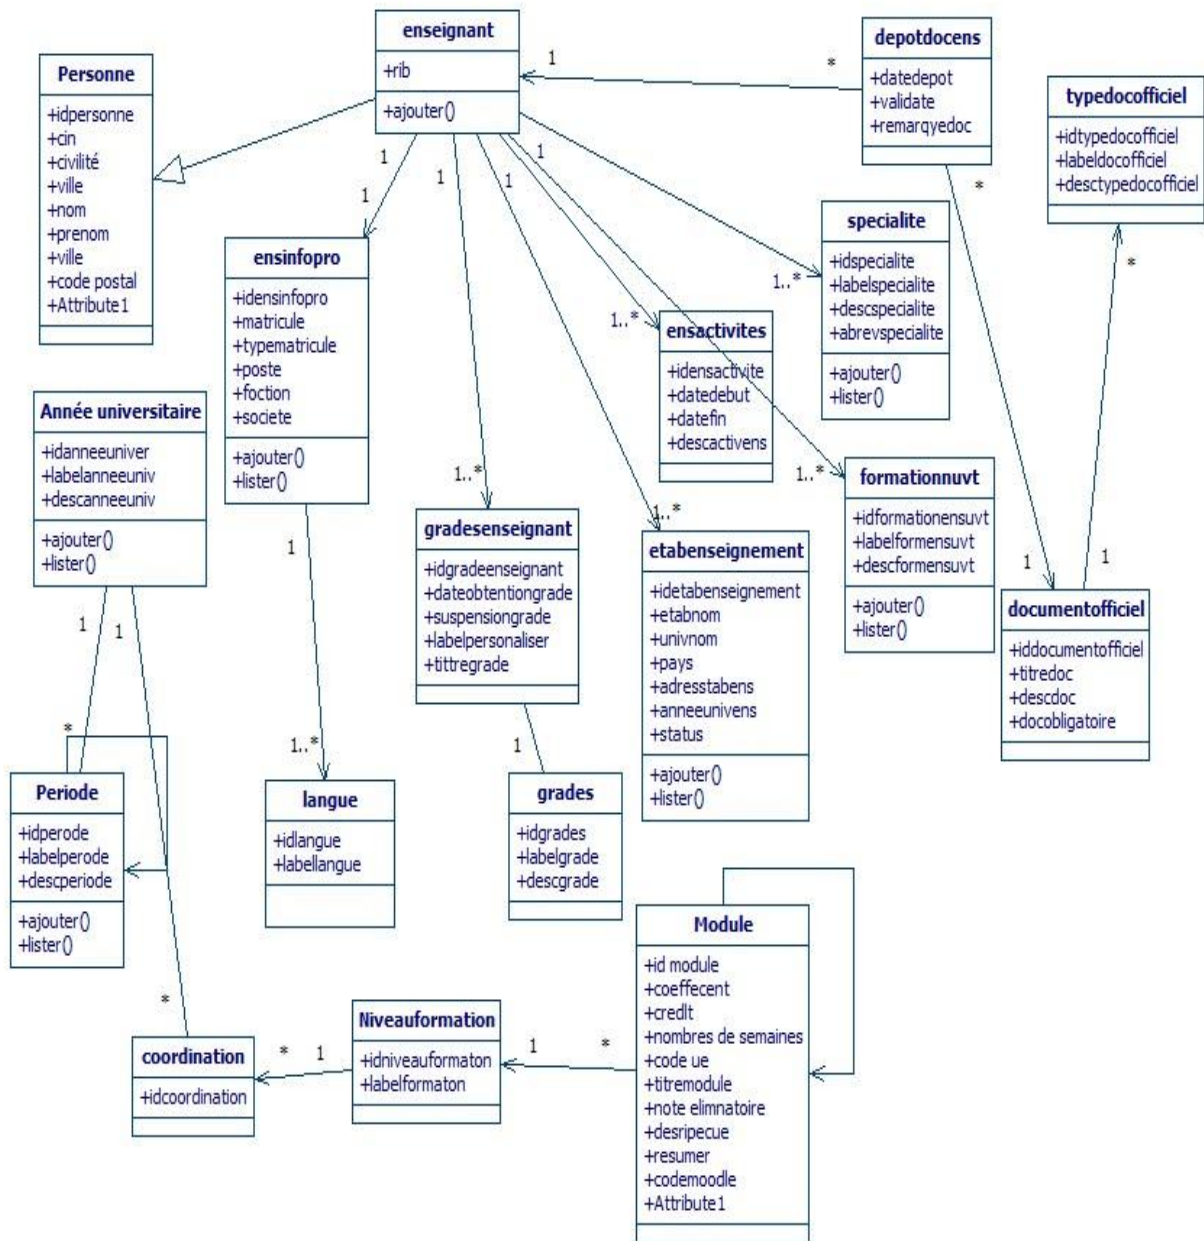 enseignant
+rib
+ajouter()
depotdocens
+datedepot
+validate
+remarqyedoc
Personne
+idpersonne
+cin
+civilité
+ville
+nom
+prenom
+ville
+code postal
+Attribute1
typedocofficiel
+idtypedocofficiel
+labeldocofficiel
+desctypedocofficiel
1
*
1
1
1
1
1
*
*
ensinfopro
+idensinfopro
+matricule
+typematricule
+poste
+foction
+societe
+ajouter()
+lister()
specialite
+idspecialite
+labelspecialite
+descspecialite
+abrevspecialite
+ajouter()
+lister()
1..*
1..*
ensactivites
+idensactivite
+datedebut
+datefin
+descactivens
Année universitaire
+idanneeuniver
+labelanneeuniv
+descanneeuniv
+ajouter()
+lister()
1..*
1..*
1..*
formationnuvt
+idformationensuvt
+labelformensuvt
+descformensuvt
+ajouter()
+lister()
gradesenseignant
+idgradeenseignant
+dateobtentiongrade
+suspensiongrade
+labelpersonaliser
+tittregrade
etabenseignement
+idetabenseignement
+etabnom
+univnom
+pays
+adresstabens
+anneeunivens
+status
+ajouter()
+lister()
1
1
1
documentofficiel
+iddocumentofficiel
+titredoc
+descdoc
+docobligatoire
1
1
*
1..*
1
Periode
+idperode
+labelperode
+descperiode
+ajouter()
+lister()
langue
+idlangue
+labellangue
grades
+idgrades
+labelgrade
+descgrade
Module
+id module
+coeffecent
+credlt
+nombres de semaines
+code ue
+titremodule
+note elimnatoire
+desripecue
+resumer
+codemoodle
+Attribute1
*
coordination
+idcoordination
*
1
Niveauformation
+idniveauformaton
+labelformaton
1
*